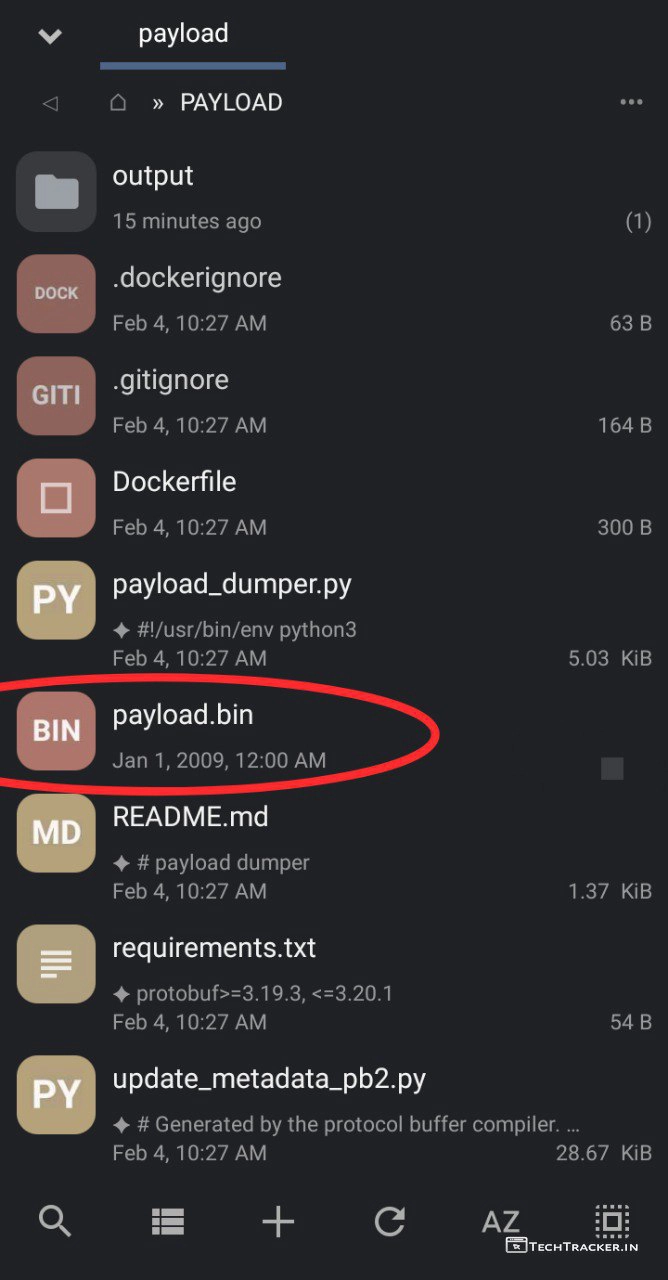 payload
» PAYLOAD
output
15 minutes ago (1)
DOCK
.dockerignore
Feb 4, 10:27 AM 63 B
GITI
.gitignore
Feb 4, 10:27 AM 164 B
Dockerfile
Feb 4, 10:27 AM 300 B
PY
payload_dumper.py
#!/usr/bin/env python3
Feb 4, 10:27 AM 5.03 KiB
BIN
payload.bin
Jan 1, 2009, 12:00 AM
MD
README.md
# payload dumper
Feb 4, 10:27 AM 1.37 KiB
requirements.txt
protobuf>=3.19.3, <=3.20.1
Feb 4, 10:27 AM 54 B
PY
update_metadata_pb2.py
# Generated by the protocol buffer compiler. ...
Feb 4, 10:27 AM 28.67 KiB
AZ
TECHTRACKER.IN